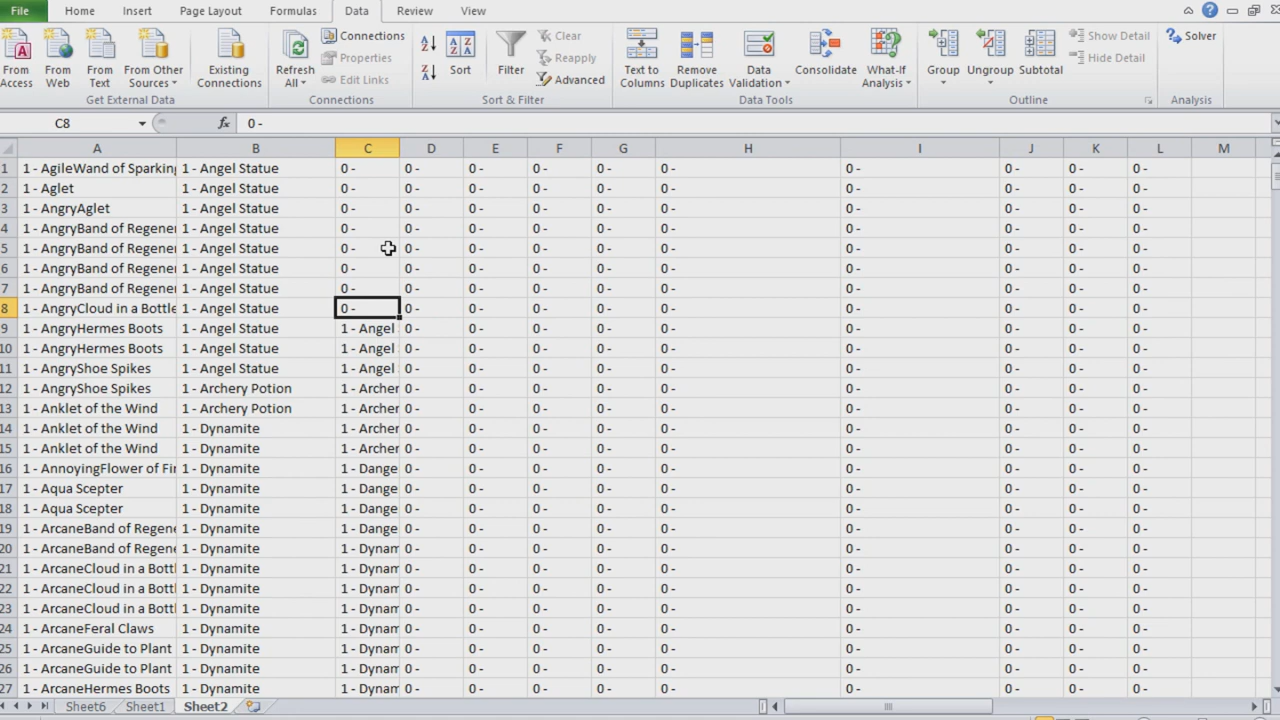 File Home Insert Page Layout Formulas Data Review View
Connections Clear Show Detail Solver
Properties Reapply Hide Detail
From Access From Web From Text From Other Sources Existing Connections Refresh All Edit Links Sort Filter Advanced Text to Columns Remove Duplicates Data Validation Consolidate What-If Analysis Group Ungroup Subtotal
Get External Data Connections Sort & Filter Data Tools Outline Analysis
C8 fx 0 -
A B C D E F G H I J K L M
1 1 - AgileWand of Sparking 1 - Angel Statue 0 - 0 - 0 - 0 - 0 - 0 - 0 - 0 - 0 - 0 -
2 1 - Aglet 1 - Angel Statue 0 - 0 - 0 - 0 - 0 - 0 - 0 - 0 - 0 - 0 -
3 1 - AngryAglet 1 - Angel Statue 0 - 0 - 0 - 0 - 0 - 0 - 0 - 0 - 0 - 0 -
4 1 - AngryBand of Regener 1 - Angel Statue 0 - 0 - 0 - 0 - 0 - 0 - 0 - 0 - 0 - 0 -
5 1 - AngryBand of Regener 1 - Angel Statue 0 - 0 - 0 - 0 - 0 - 0 - 0 - 0 - 0 - 0 -
6 1 - AngryBand of Regener 1 - Angel Statue 0 - 0 - 0 - 0 - 0 - 0 - 0 - 0 - 0 - 0 -
7 1 - AngryBand of Regener 1 - Angel Statue 0 - 0 - 0 - 0 - 0 - 0 - 0 - 0 - 0 - 0 -
8 1 - AngryCloud in a Bottle 1 - Angel Statue 0 - 0 - 0 - 0 - 0 - 0 - 0 - 0 - 0 - 0 -
9 1 - AngryHermes Boots 1 - Angel Statue 1 - Angel 0 - 0 - 0 - 0 - 0 - 0 - 0 - 0 - 0 -
10 1 - AngryHermes Boots 1 - Angel Statue 1 - Angel 0 - 0 - 0 - 0 - 0 - 0 - 0 - 0 - 0 -
11 1 - AngryShoe Spikes 1 - Angel Statue 1 - Angel 0 - 0 - 0 - 0 - 0 - 0 - 0 - 0 - 0 -
12 1 - AngryShoe Spikes 1 - Archery Potion 1 - Archer 0 - 0 - 0 - 0 - 0 - 0 - 0 - 0 - 0 -
13 1 - Anklet of the Wind 1 - Archery Potion 1 - Archer 0 - 0 - 0 - 0 - 0 - 0 - 0 - 0 - 0 -
14 1 - Anklet of the Wind 1 - Dynamite 1 - Archer 0 - 0 - 0 - 0 - 0 - 0 - 0 - 0 - 0 -
15 1 - Anklet of the Wind 1 - Dynamite 1 - Archer 0 - 0 - 0 - 0 - 0 - 0 - 0 - 0 - 0 -
16 1 - AnnoyingFlower of Fir 1 - Dynamite 1 - Dange 0 - 0 - 0 - 0 - 0 - 0 - 0 - 0 - 0 -
17 1 - Aqua Scepter 1 - Dynamite 1 - Dange 0 - 0 - 0 - 0 - 0 - 0 - 0 - 0 - 0 -
18 1 - Aqua Scepter 1 - Dynamite 1 - Dange 0 - 0 - 0 - 0 - 0 - 0 - 0 - 0 - 0 -
19 1 - ArcaneBand of Regene 1 - Dynamite 1 - Dange 0 - 0 - 0 - 0 - 0 - 0 - 0 - 0 - 0 -
20 1 - ArcaneBand of Regene 1 - Dynamite 1 - Dynam 0 - 0 - 0 - 0 - 0 - 0 - 0 - 0 - 0 -
21 1 - ArcaneCloud in a Bottl 1 - Dynamite 1 - Dynam 0 - 0 - 0 - 0 - 0 - 0 - 0 - 0 - 0 -
22 1 - ArcaneCloud in a Bottl 1 - Dynamite 1 - Dynam 0 - 0 - 0 - 0 - 0 - 0 - 0 - 0 - 0 -
23 1 - ArcaneCloud in a Bottl 1 - Dynamite 1 - Dynam 0 - 0 - 0 - 0 - 0 - 0 - 0 - 0 - 0 -
24 1 - ArcaneFeral Claws 1 - Dynamite 1 - Dynam 0 - 0 - 0 - 0 - 0 - 0 - 0 - 0 - 0 -
25 1 - ArcaneGuide to Plant 1 - Dynamite 1 - Dynam 0 - 0 - 0 - 0 - 0 - 0 - 0 - 0 - 0 -
26 1 - ArcaneGuide to Plant 1 - Dynamite 1 - Dynam 0 - 0 - 0 - 0 - 0 - 0 - 0 - 0 - 0 -
27 1 - ArcaneHermes Boots 1 - Dynamite 1 - Dynam 0 - 0 - 0 - 0 - 0 - 0 - 0 - 0 - 0 -
Sheet6 Sheet1 Sheet2